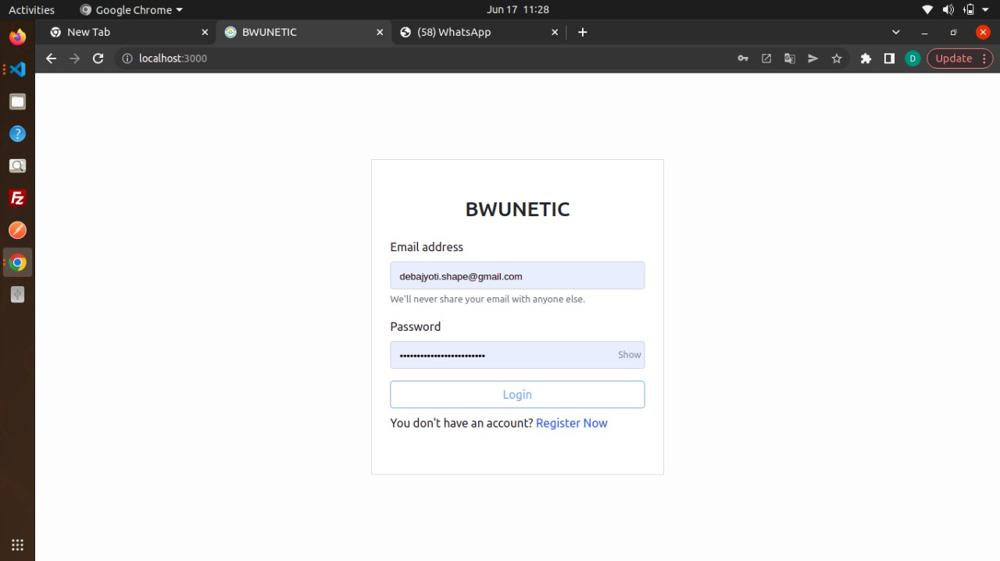 Activities Google Chrome Jun 17 11:28
New Tab BWUNETIC (58) WhatsApp
localhost:3000 D Update
BWUNETIC
Email address
debajyoti.shape@gmail.com
We'll never share your email with anyone else.
Password
••••••••••••••••••••••••• Show
Login
You don't have an account? Register Now